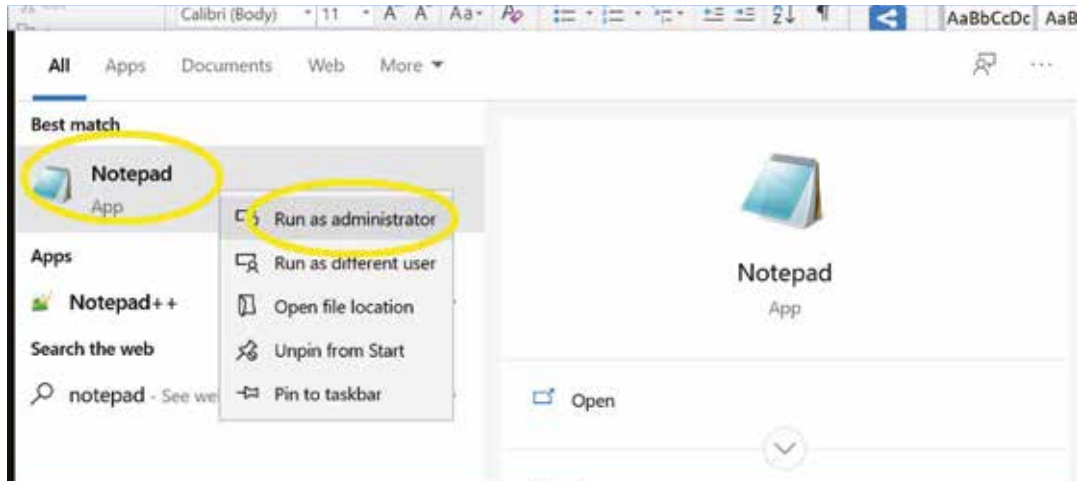 Calibri (Body) 11 A A Aa
AaBbCcDc AaB
All Apps Documents Web More
Best match
Notepad
App
Run as administrator
Apps
Run as different user
Notepad++
Open file location
Search the web
Unpin from Start
notepad - See we
Pin to taskbar
Notepad
App
Open